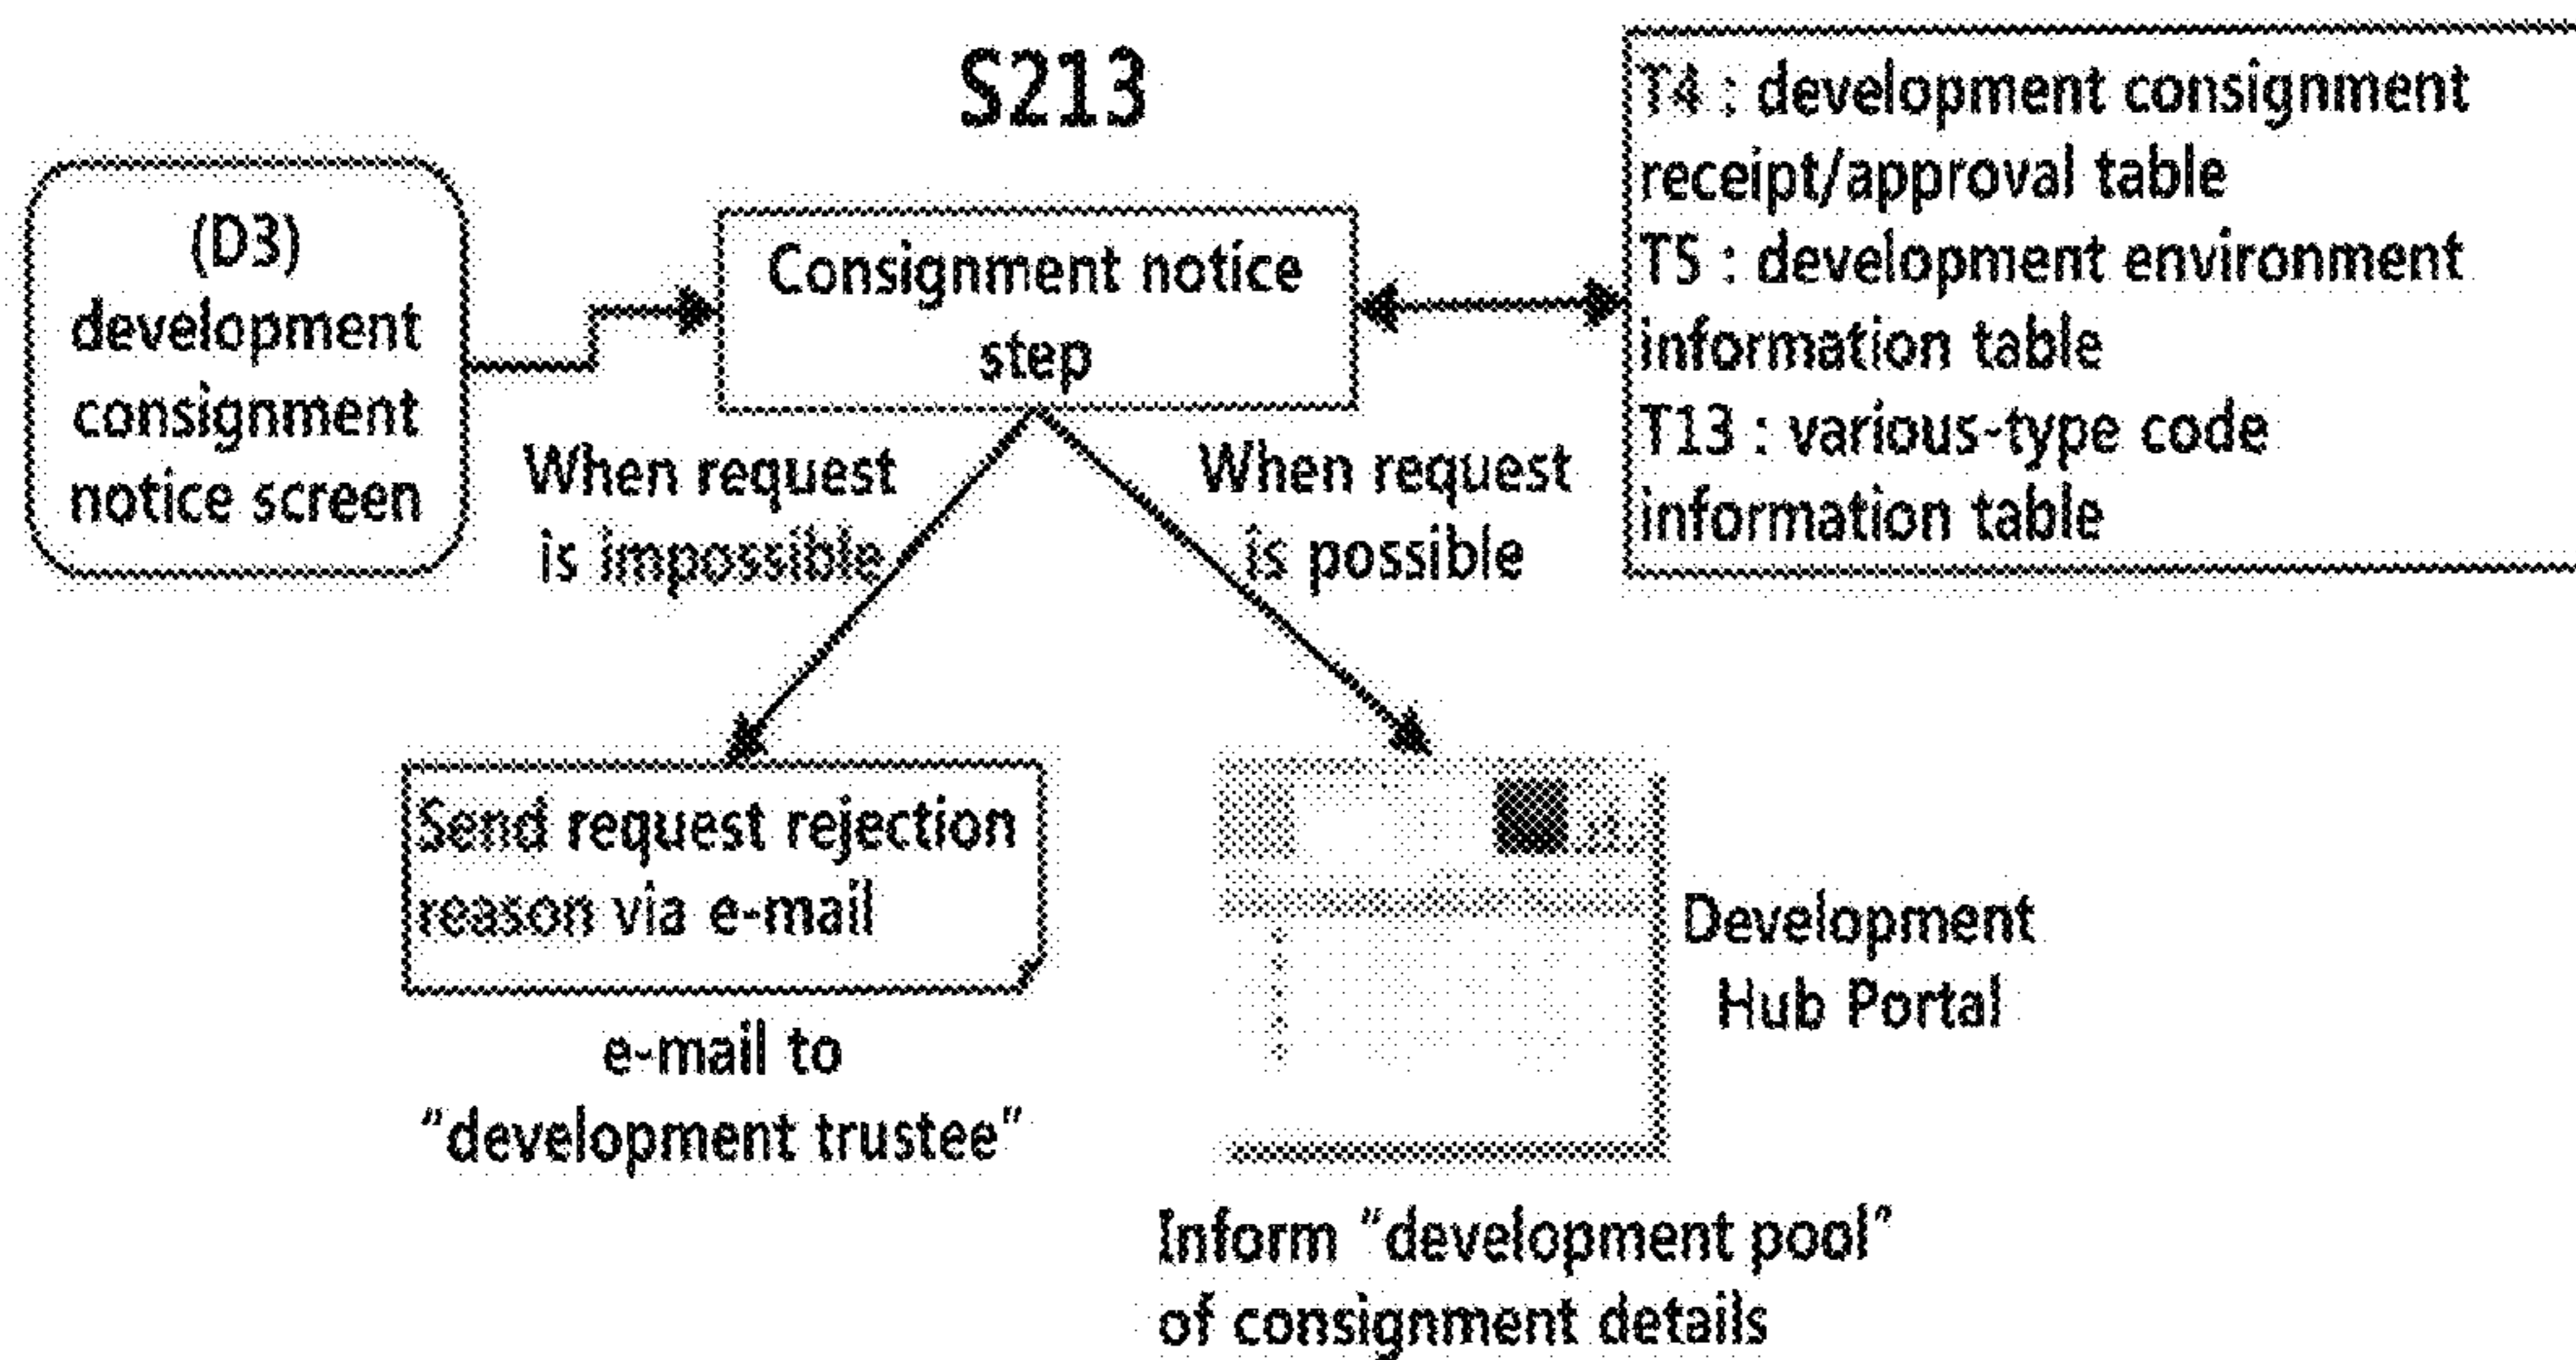 S213
(D3)
development
consignment
notice screen
Consignment notice
step
T4 : development consignment
receipt/approval table
T5 : development environment
information table
T13 : various-type code
information table
When request
is impossible
When request
is possible
Send request rejection
reason via e-mail
e-mail to
"development trustee"
Development
Hub Portal
Inform "development pool"
of consignment details